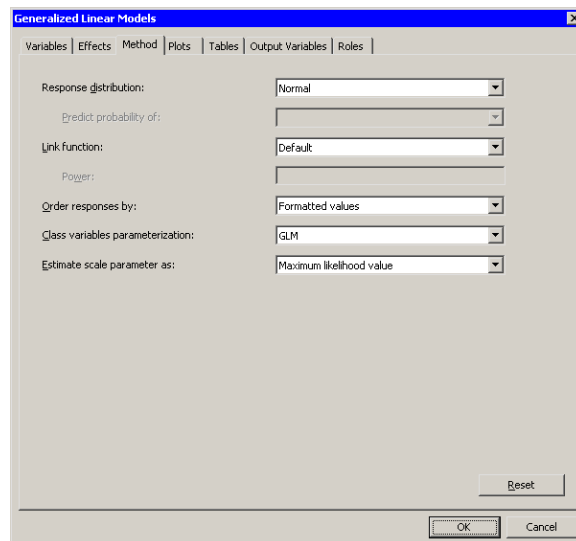 Generalized Linear Models
Variables Effects Method Plots Tables Output Variables Roles
Response distribution: Normal
Predict probability of:
Link function: Default
Power:
Order responses by: Formatted values
Class variables parameterization: GLM
Estimate scale parameter as: Maximum likelihood value
Reset
OK Cancel